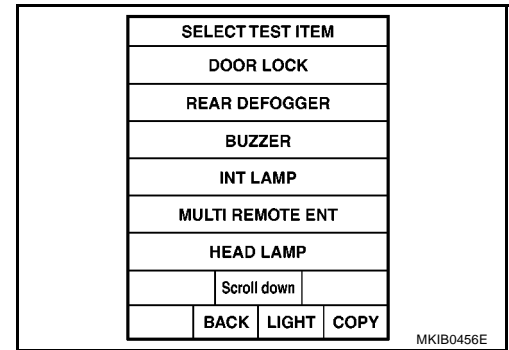 SELECT TEST ITEM
DOOR LOCK
REAR DEFOGGER
BUZZER
INT LAMP
MULTI REMOTE ENT
HEAD LAMP
Scroll down
BACK LIGHT COPY
MKIB0456E